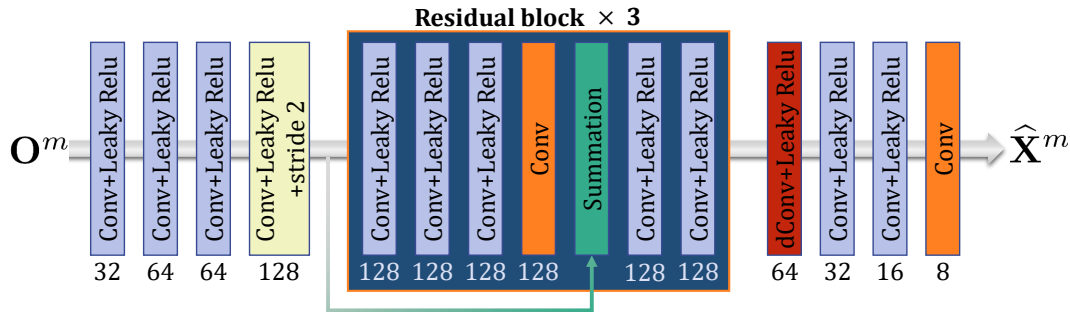 Residual block × 3
O^m
Conv+Leaky Relu
32
Conv+Leaky Relu
64
Conv+Leaky Relu
64
Conv+Leaky Relu
+stride 2
128
Conv+Leaky Relu
128
Conv+Leaky Relu
128
Conv+Leaky Relu
128
Conv
128
Summation
Conv+Leaky Relu
128
Conv+Leaky Relu
128
dConv+Leaky Relu
64
Conv+Leaky Relu
32
Conv+Leaky Relu
16
Conv
8
X̂^m